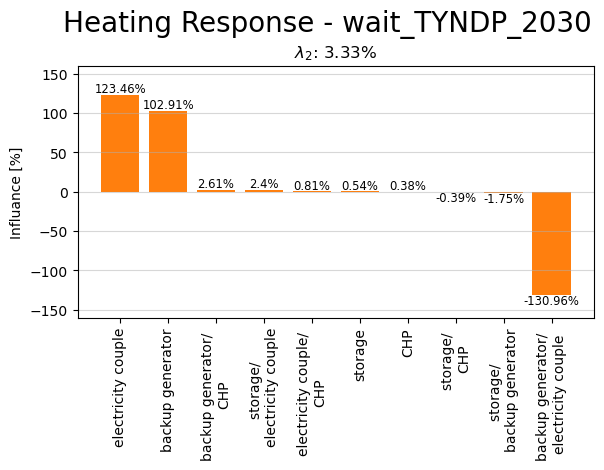 Heating Response - wait_TYNDP_2030
λ₂: 3.33%
Influance [%]
150
100
50
0
−50
−100
−150
123.46%
102.91%
2.61%
2.4%
0.81%
0.54%
0.38%
-0.39%
-1.75%
-130.96%
electricity couple
backup generator
backup generator/
CHP
storage/
electricity couple
electricity couple/
CHP
storage
CHP
storage/
CHP
storage/
backup generator
backup generator/
electricity couple